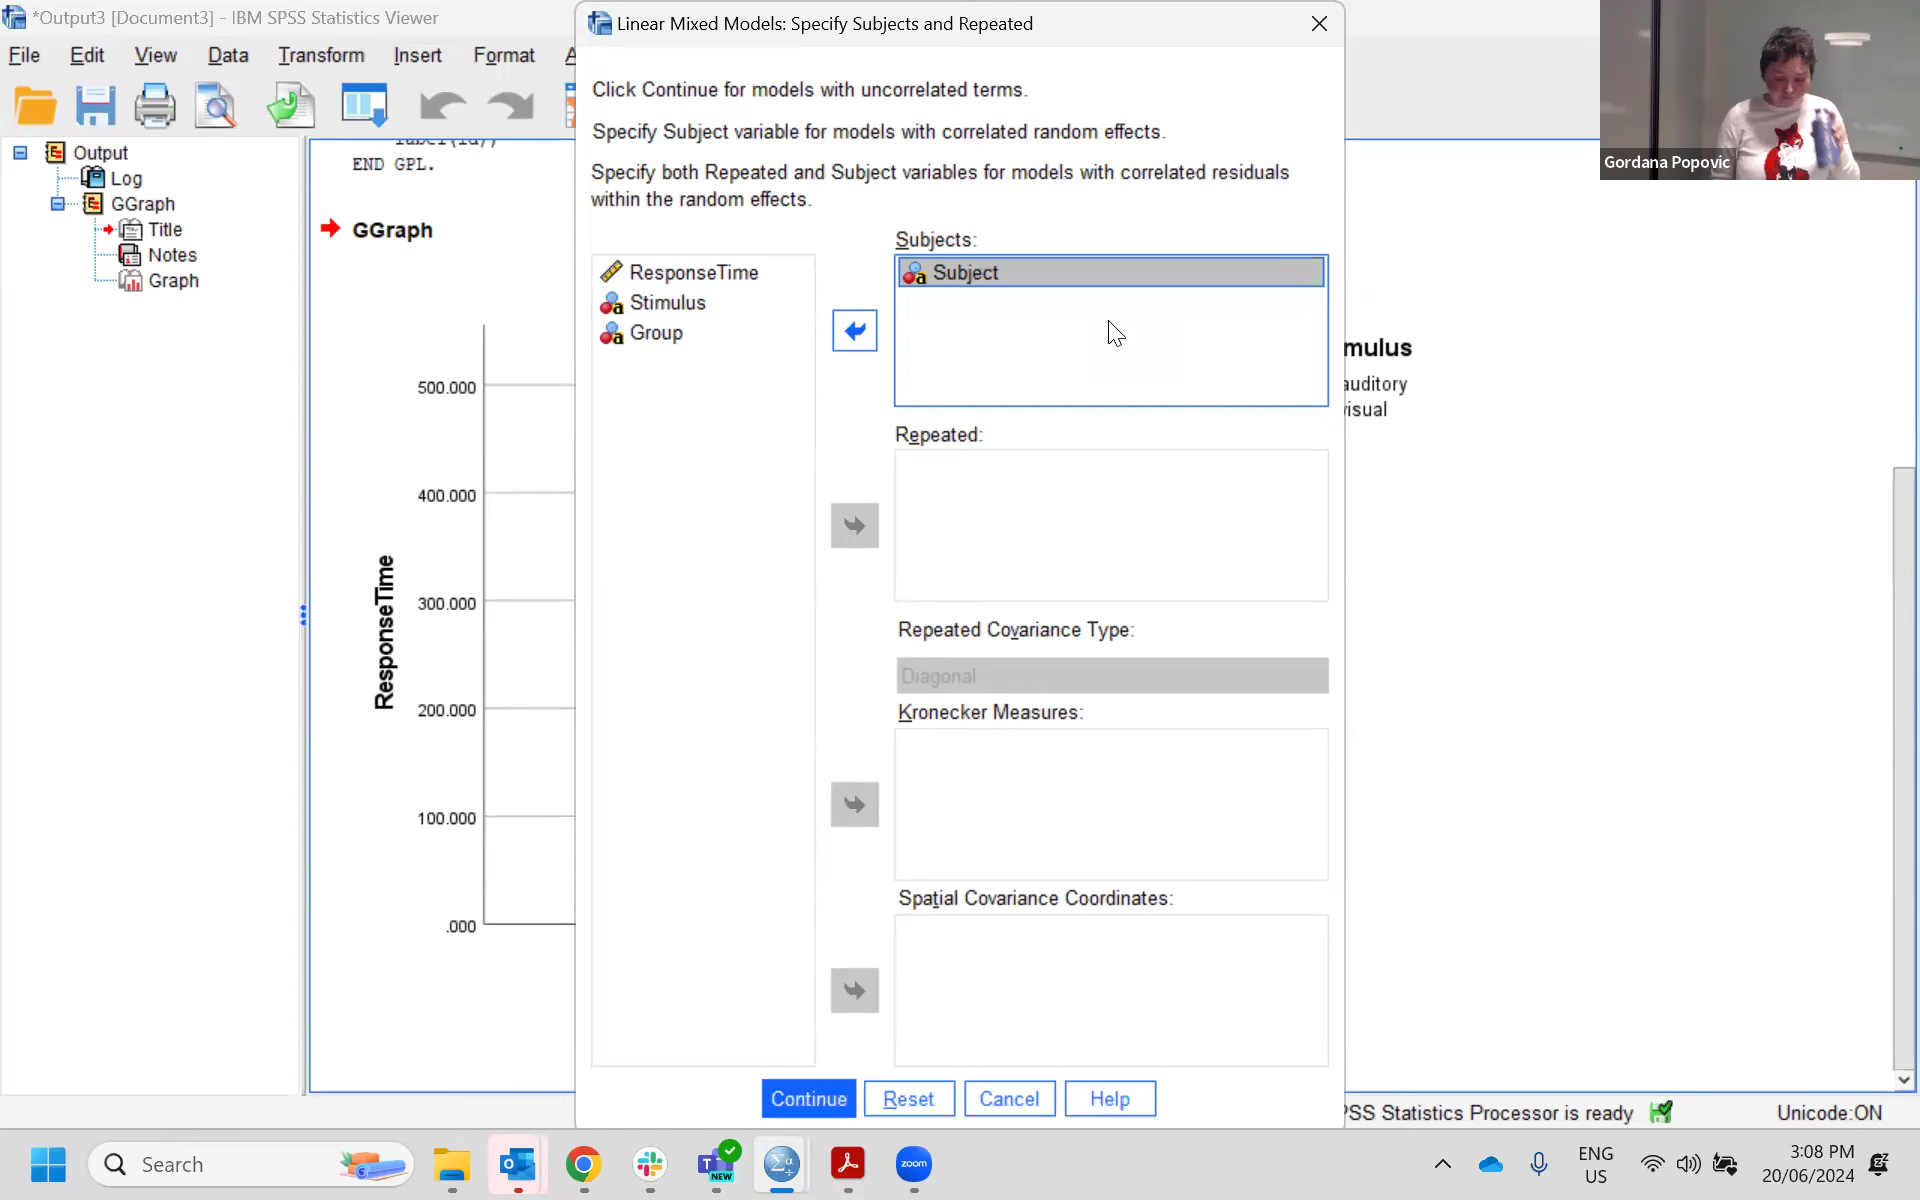 *Output3 [Document3] - IBM SPSS Statistics Viewer
File Edit View Data Transform Insert Format A
Output
Log
GGraph
Title
Notes
Graph
END GPL.
GGraph
500.000
400.000
300.000
200.000
100.000
.000
ResponseTime
Linear Mixed Models: Specify Subjects and Repeated
Click Continue for models with uncorrelated terms.
Specify Subject variable for models with correlated random effects.
Specify both Repeated and Subject variables for models with correlated residuals
within the random effects.
ResponseTime
Stimulus
Group
Subjects:
Subject
Repeated:
Repeated Covariance Type:
Diagonal
Kronecker Measures:
Spatial Covariance Coordinates:
Continue Reset Cancel Help
mulus
auditory
isual
Gordana Popovic
PSS Statistics Processor is ready
Unicode:ON
Search
NEW
zoom
ENG
US
3:08 PM
20/06/2024